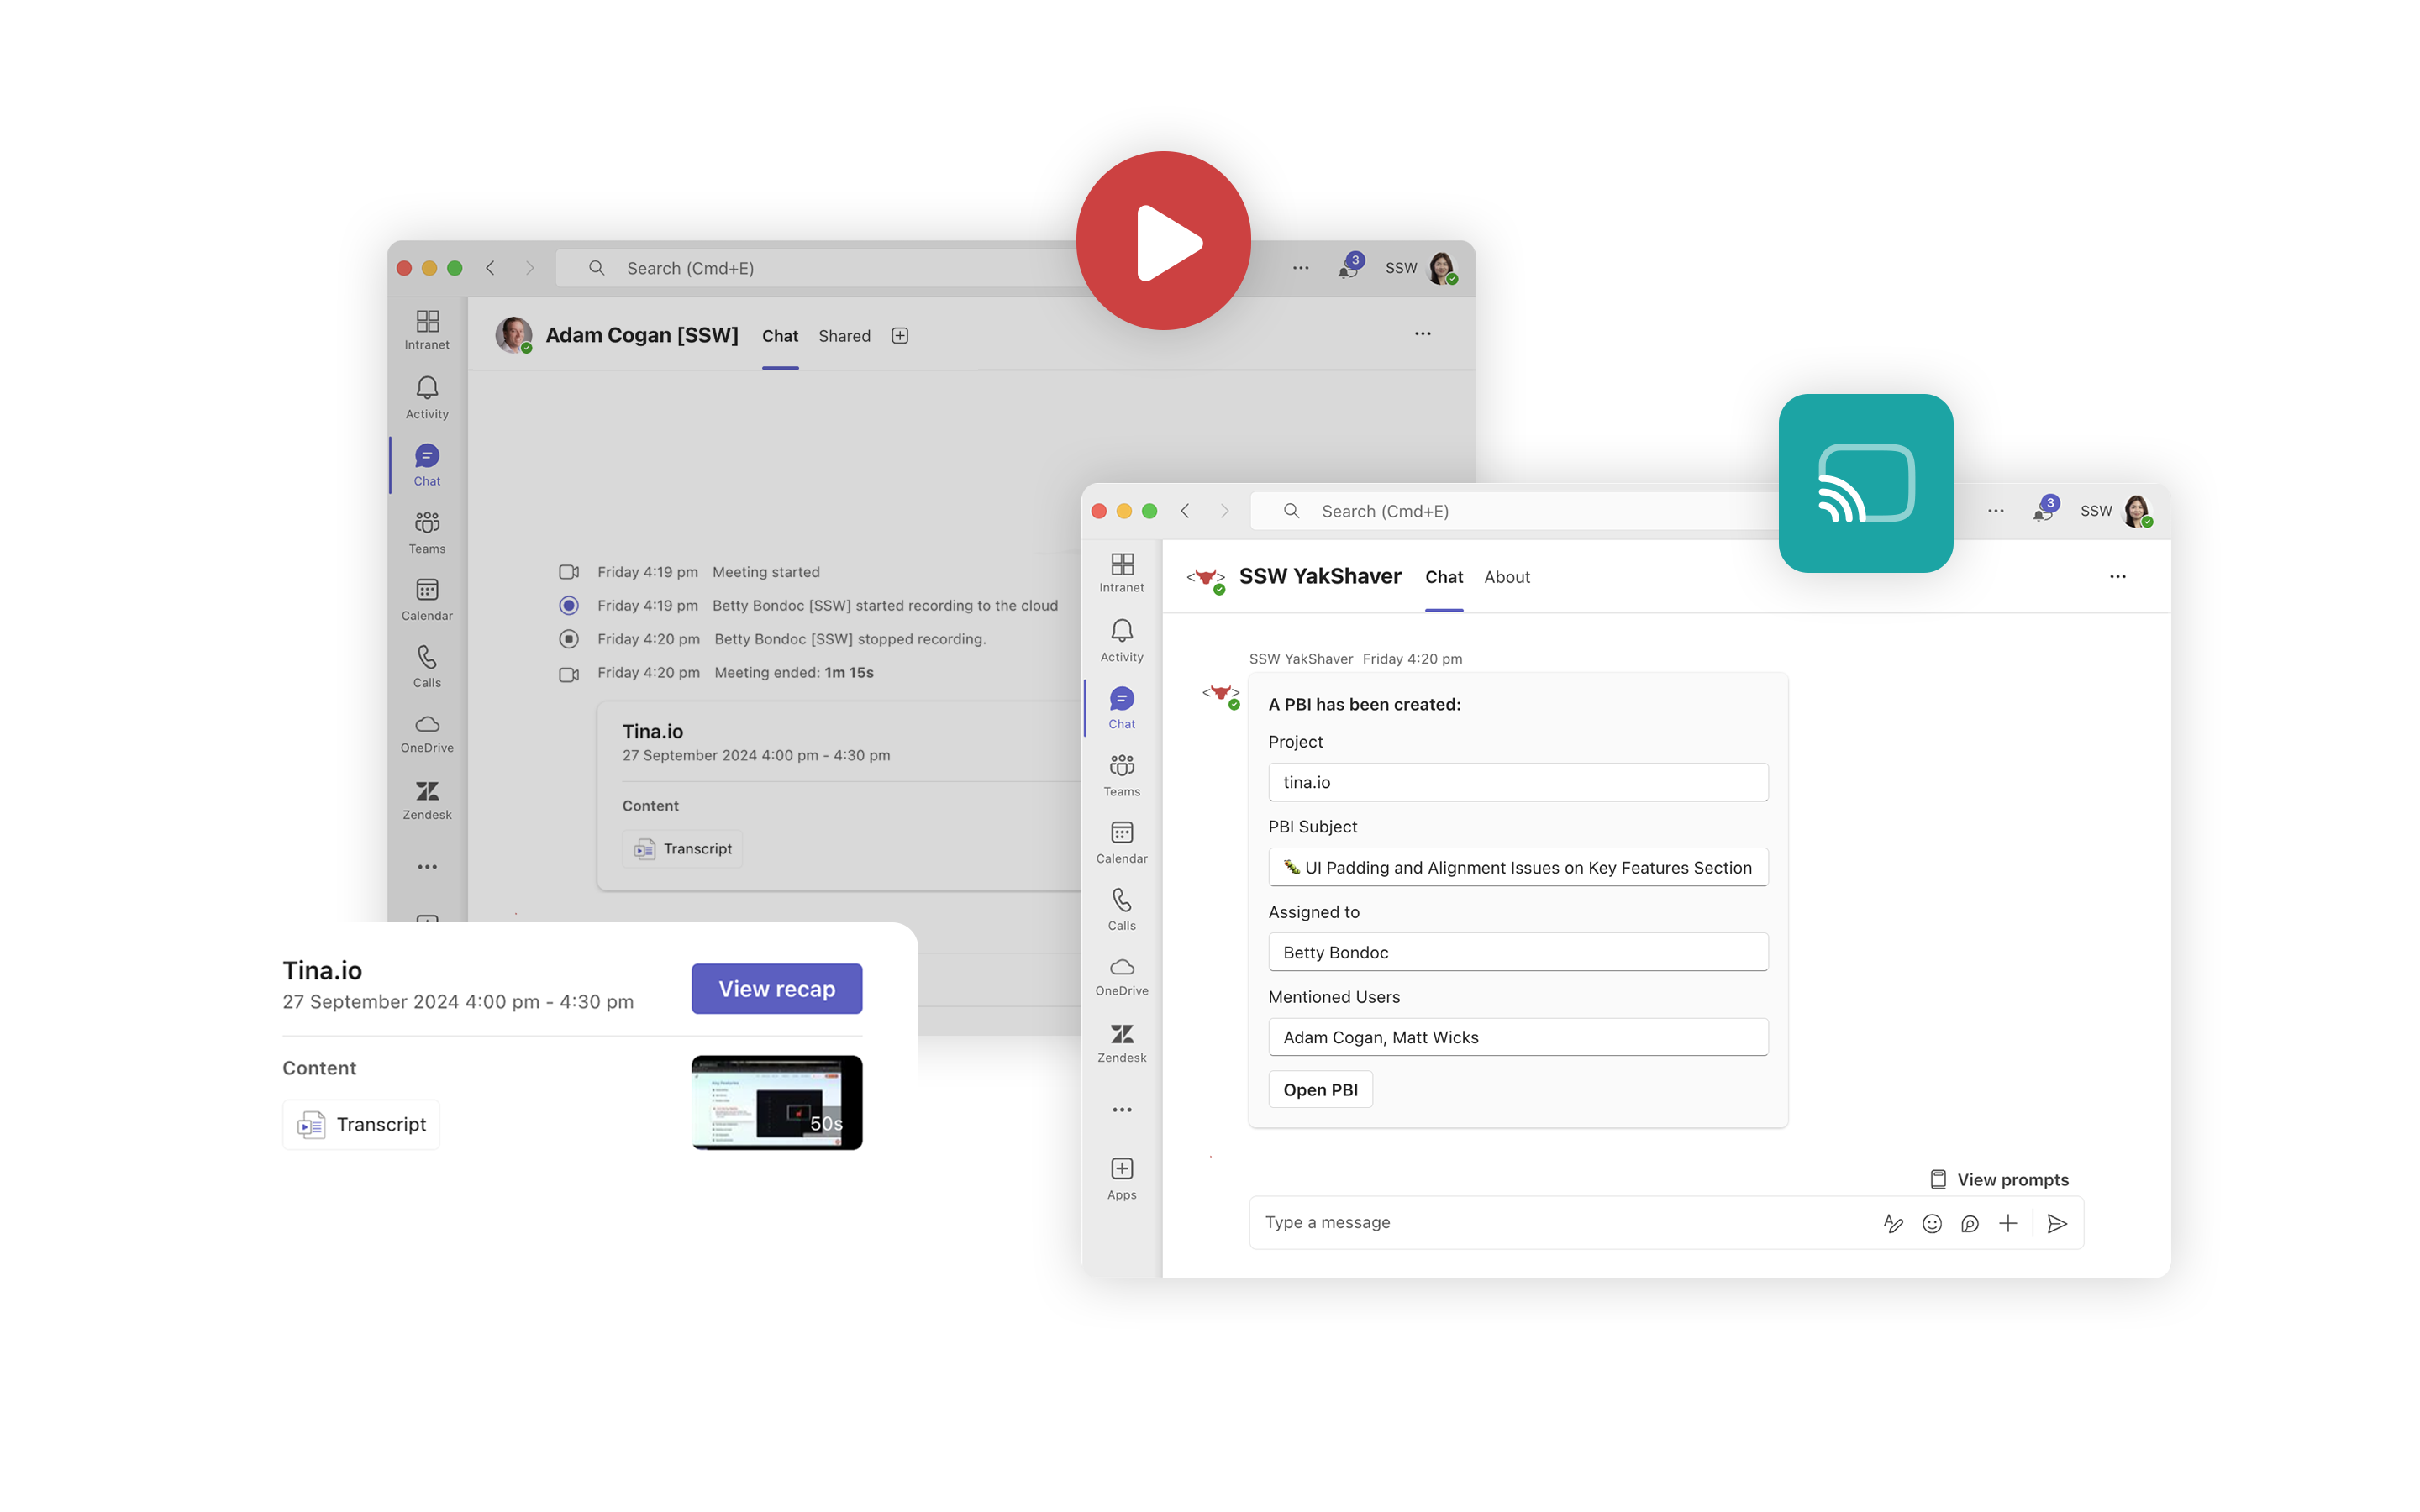 Search (Cmd+E)
3
SSW
Intranet
Activity
Chat
Teams
Calendar
Calls
OneDrive
Zendesk
Adam Cogan [SSW]
Chat
Shared
Friday 4:19 pm Meeting started
Friday 4:19 pm Betty Bondoc [SSW] started recording to the cloud
Friday 4:20 pm Betty Bondoc [SSW] stopped recording.
Friday 4:20 pm Meeting ended: 1m 15s
Tina.io
27 September 2024 4:00 pm - 4:30 pm
Content
Transcript
Tina.io
27 September 2024 4:00 pm - 4:30 pm
View recap
Content
Transcript
50s
Search (Cmd+E)
3
SSW
Intranet
Activity
Chat
Teams
Calendar
Calls
OneDrive
Zendesk
Apps
SSW YakShaver
Chat
About
SSW YakShaver Friday 4:20 pm
A PBI has been created:
Project
tina.io
PBI Subject
🐛 UI Padding and Alignment Issues on Key Features Section
Assigned to
Betty Bondoc
Mentioned Users
Adam Cogan, Matt Wicks
Open PBI
View prompts
Type a message